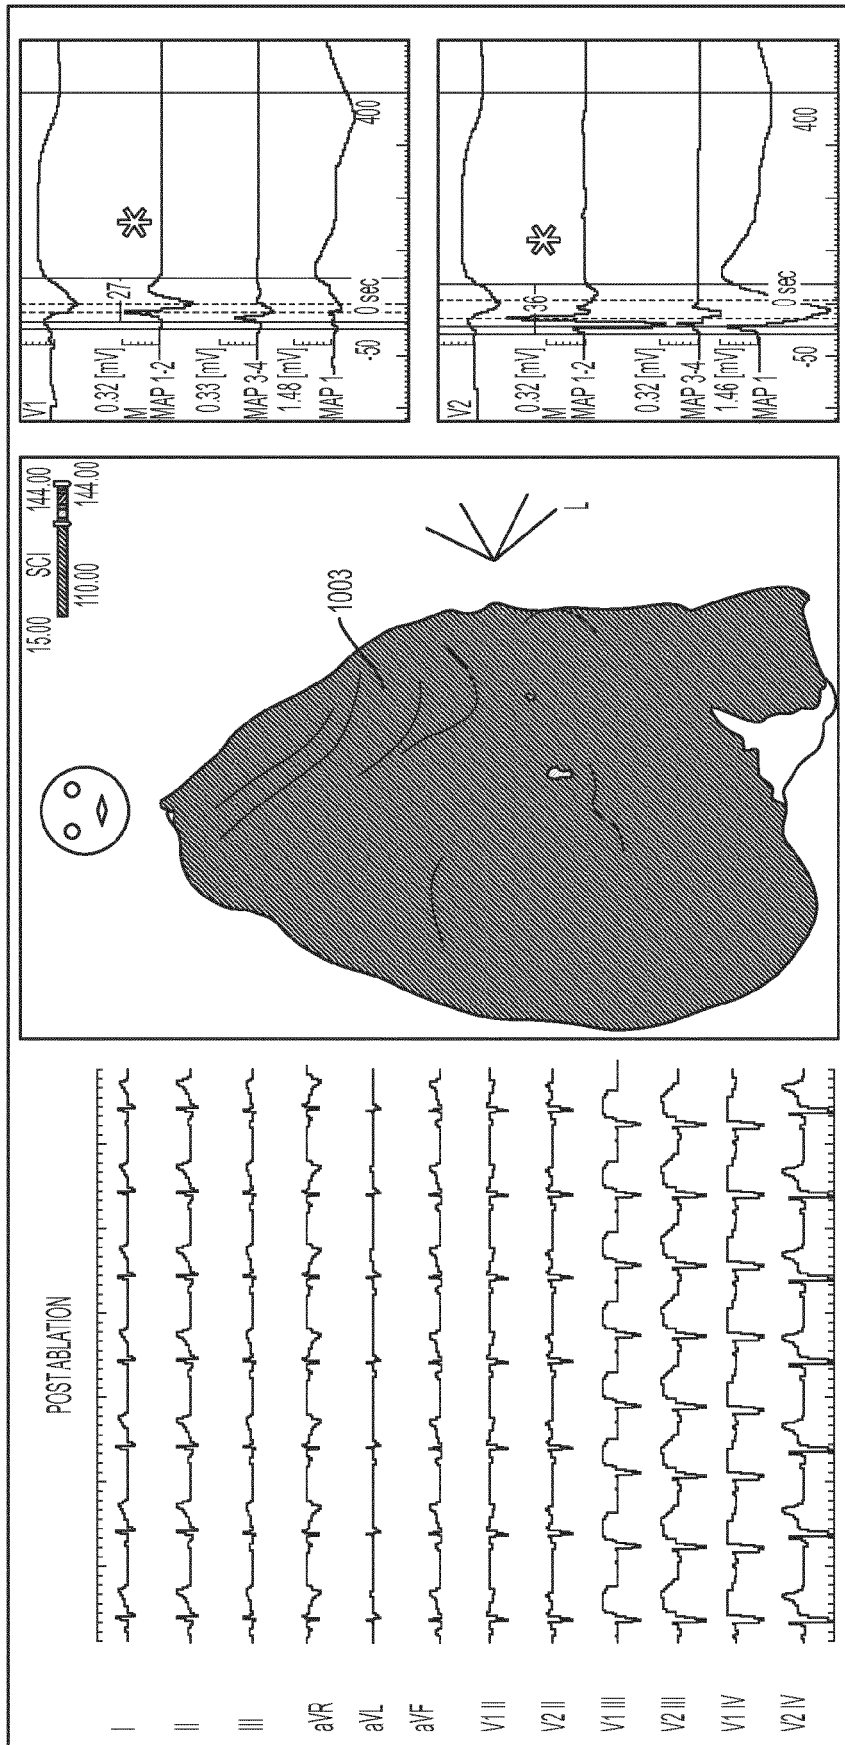 POST ABLATION
I
II
III
aVR
aVL
aVF
V1 II
V2 II
V1 III
V2 III
V1 IV
V2 IV
15.00 SCI 144.00
110.00 144.00
1003
L
V1
0.32 [mV]
27
M
MAP 1-2
0.33 [mV]
MAP 3-4
1.48 [mV]
MAP 1
-50 0 sec 400
V2
0.32 [mV]
36
M
MAP 1-2
0.32 [mV]
MAP 3-4
1.46 [mV]
MAP 1
-50 0 sec 400